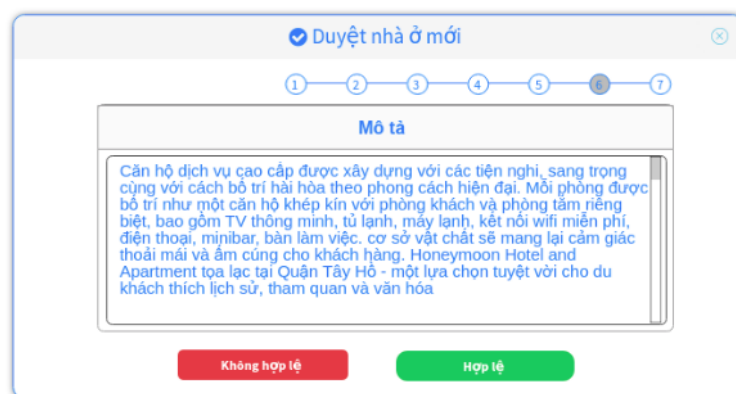 Duyệt nhà ở mới
1 2 3 4 5 6 7
Mô tả
Căn hộ dịch vụ cao cấp được xây dựng với các tiện nghi, sang trọng
cùng với cách bố trí hài hòa theo phong cách hiện đại. Mỗi phòng được
bố trí như một căn hộ khép kín với phòng khách và phòng tắm riêng
biệt, bao gồm TV thông minh, tủ lạnh, máy lạnh, kết nối wifi miễn phí,
điện thoại, minibar, bàn làm việc. cơ sở vật chất sẽ mang lại cảm giác
thoải mái và ấm cúng cho khách hàng. Honeymoon Hotel and
Apartment tọa lạc tại Quận Tây Hồ - một lựa chọn tuyệt vời cho du
khách thích lịch sử, tham quan và văn hóa
Không hợp lệ
Hợp lệ